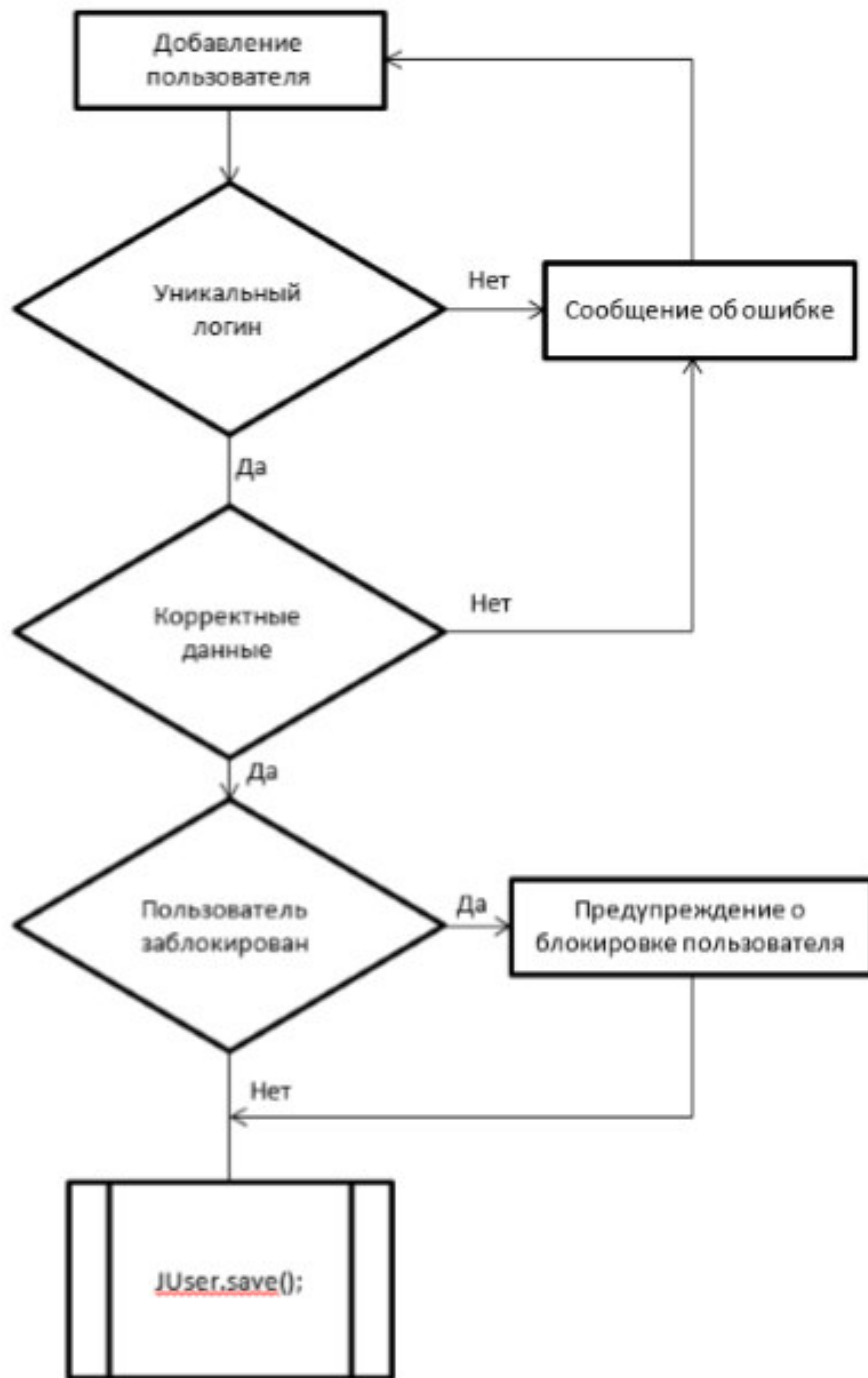 Добавление
пользователя
Уникальный
логин
Нет
Сообщение об ошибке
Да
Корректные
данные
Нет
Да
Пользователь
заблокирован
Да
Предупреждение о
блокировке пользователя
Нет
JUser.save();